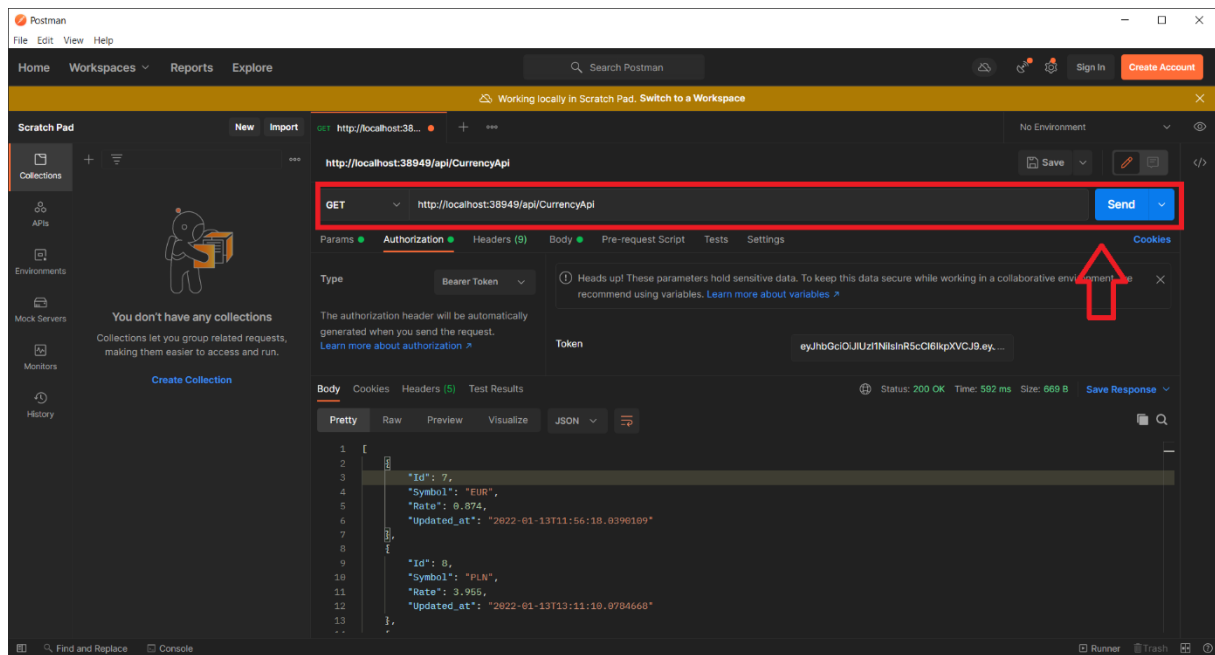 Postman
File Edit View Help
Home Workspaces Reports Explore
Search Postman
Sign In Create Account
Working locally in Scratch Pad. Switch to a Workspace
Scratch Pad New Import
GET http://localhost:38...
No Environment
http://localhost:38949/api/CurrencyApi
Save
Collections
APIs
Environments
Mock Servers
Monitors
History
You don't have any collections
Collections let you group related requests,
making them easier to access and run.
Create Collection
GET http://localhost:38949/api/CurrencyApi Send
Params Authorization Headers (9) Body Pre-request Script Tests Settings Cookies
Type Bearer Token
Heads up! These parameters hold sensitive data. To keep this data secure while working in a collaborative
recommend using variables. Learn more about variables ↗
The authorization header will be automatically
generated when you send the request.
Learn more about authorization ↗
Token
Body Cookies Headers (5) Test Results Status: 200 OK Time: 592 ms Size: 669 B Save Response
Pretty Raw Preview Visualize JSON
1 [
2 {
3 "Id": 7,
4 "Symbol": "EUR",
5 "Rate": 0.874,
6 "Updated_at": "2022-01-13T11:56:18.0390109"
7 },
8 {
9 "Id": 8,
10 "Symbol": "PLN",
11 "Rate": 3.955,
12 "Updated_at": "2022-01-13T13:11:10.0784668"
13 },
Find and Replace Console Runner Trash